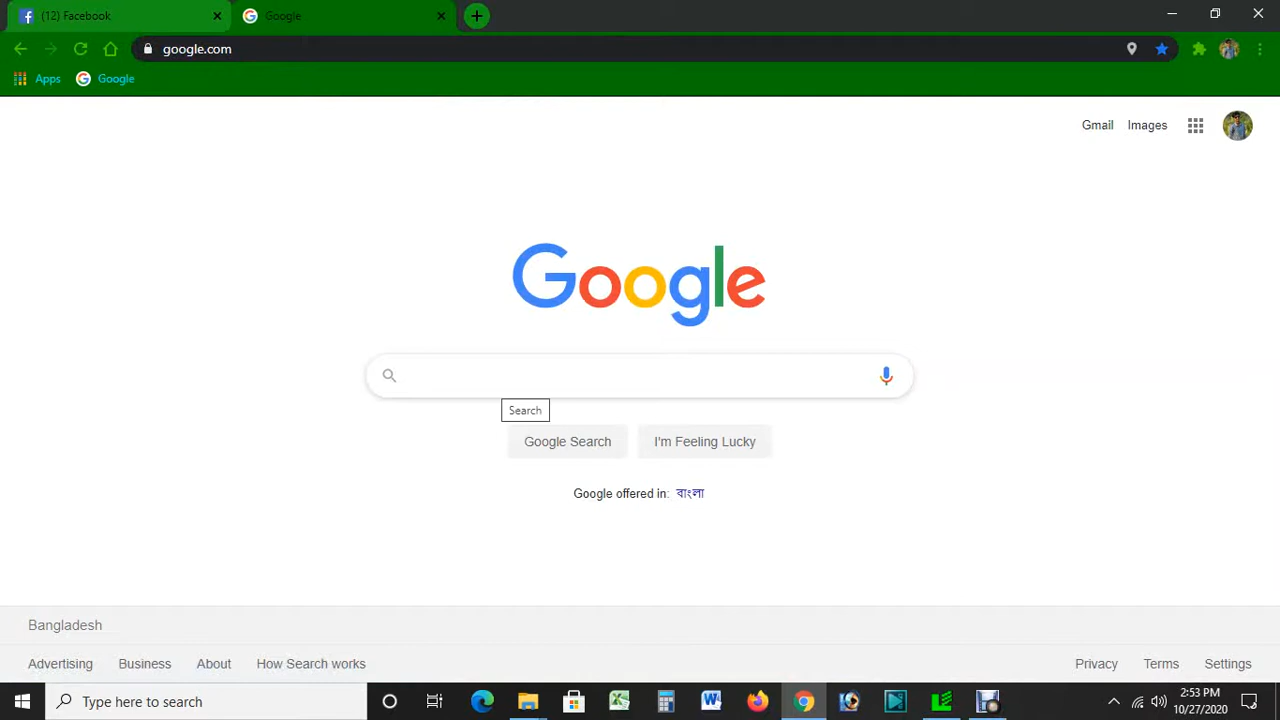 (12) Facebook
Google
google.com
Apps
Google
Gmail
Images
Google
Search
Google Search
I'm Feeling Lucky
Google offered in: বাংলা
Bangladesh
Advertising
Business
About
How Search works
Privacy
Terms
Settings
Type here to search
2:53 PM
10/27/2020